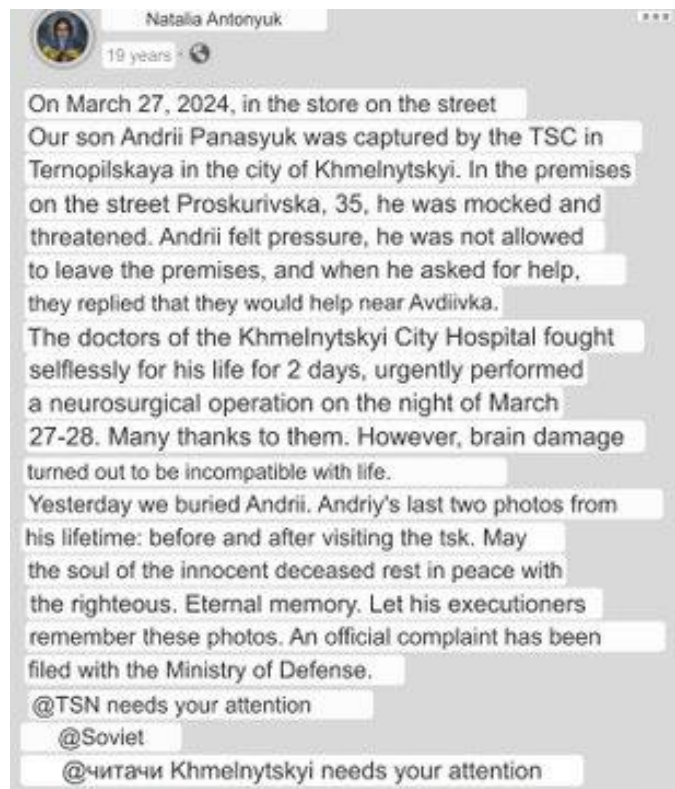 Natalia Antonyuk
19 years ·
On March 27, 2024, in the store on the street
Our son Andrii Panasyuk was captured by the TSC in
Ternopilskaya in the city of Khmelnytskyi. In the premises
on the street Proskurivska, 35, he was mocked and
threatened. Andrii felt pressure, he was not allowed
to leave the premises, and when he asked for help,
they replied that they would help near Avdiivka.
The doctors of the Khmelnytskyi City Hospital fought
selflessly for his life for 2 days, urgently performed
a neurosurgical operation on the night of March
27-28. Many thanks to them. However, brain damage
turned out to be incompatible with life.
Yesterday we buried Andrii. Andriy's last two photos from
his lifetime: before and after visiting the tsk. May
the soul of the innocent deceased rest in peace with
the righteous. Eternal memory. Let his executioners
remember these photos. An official complaint has been
filed with the Ministry of Defense.
@TSN needs your attention
@Soviet
@читачи Khmelnytskyi needs your attention